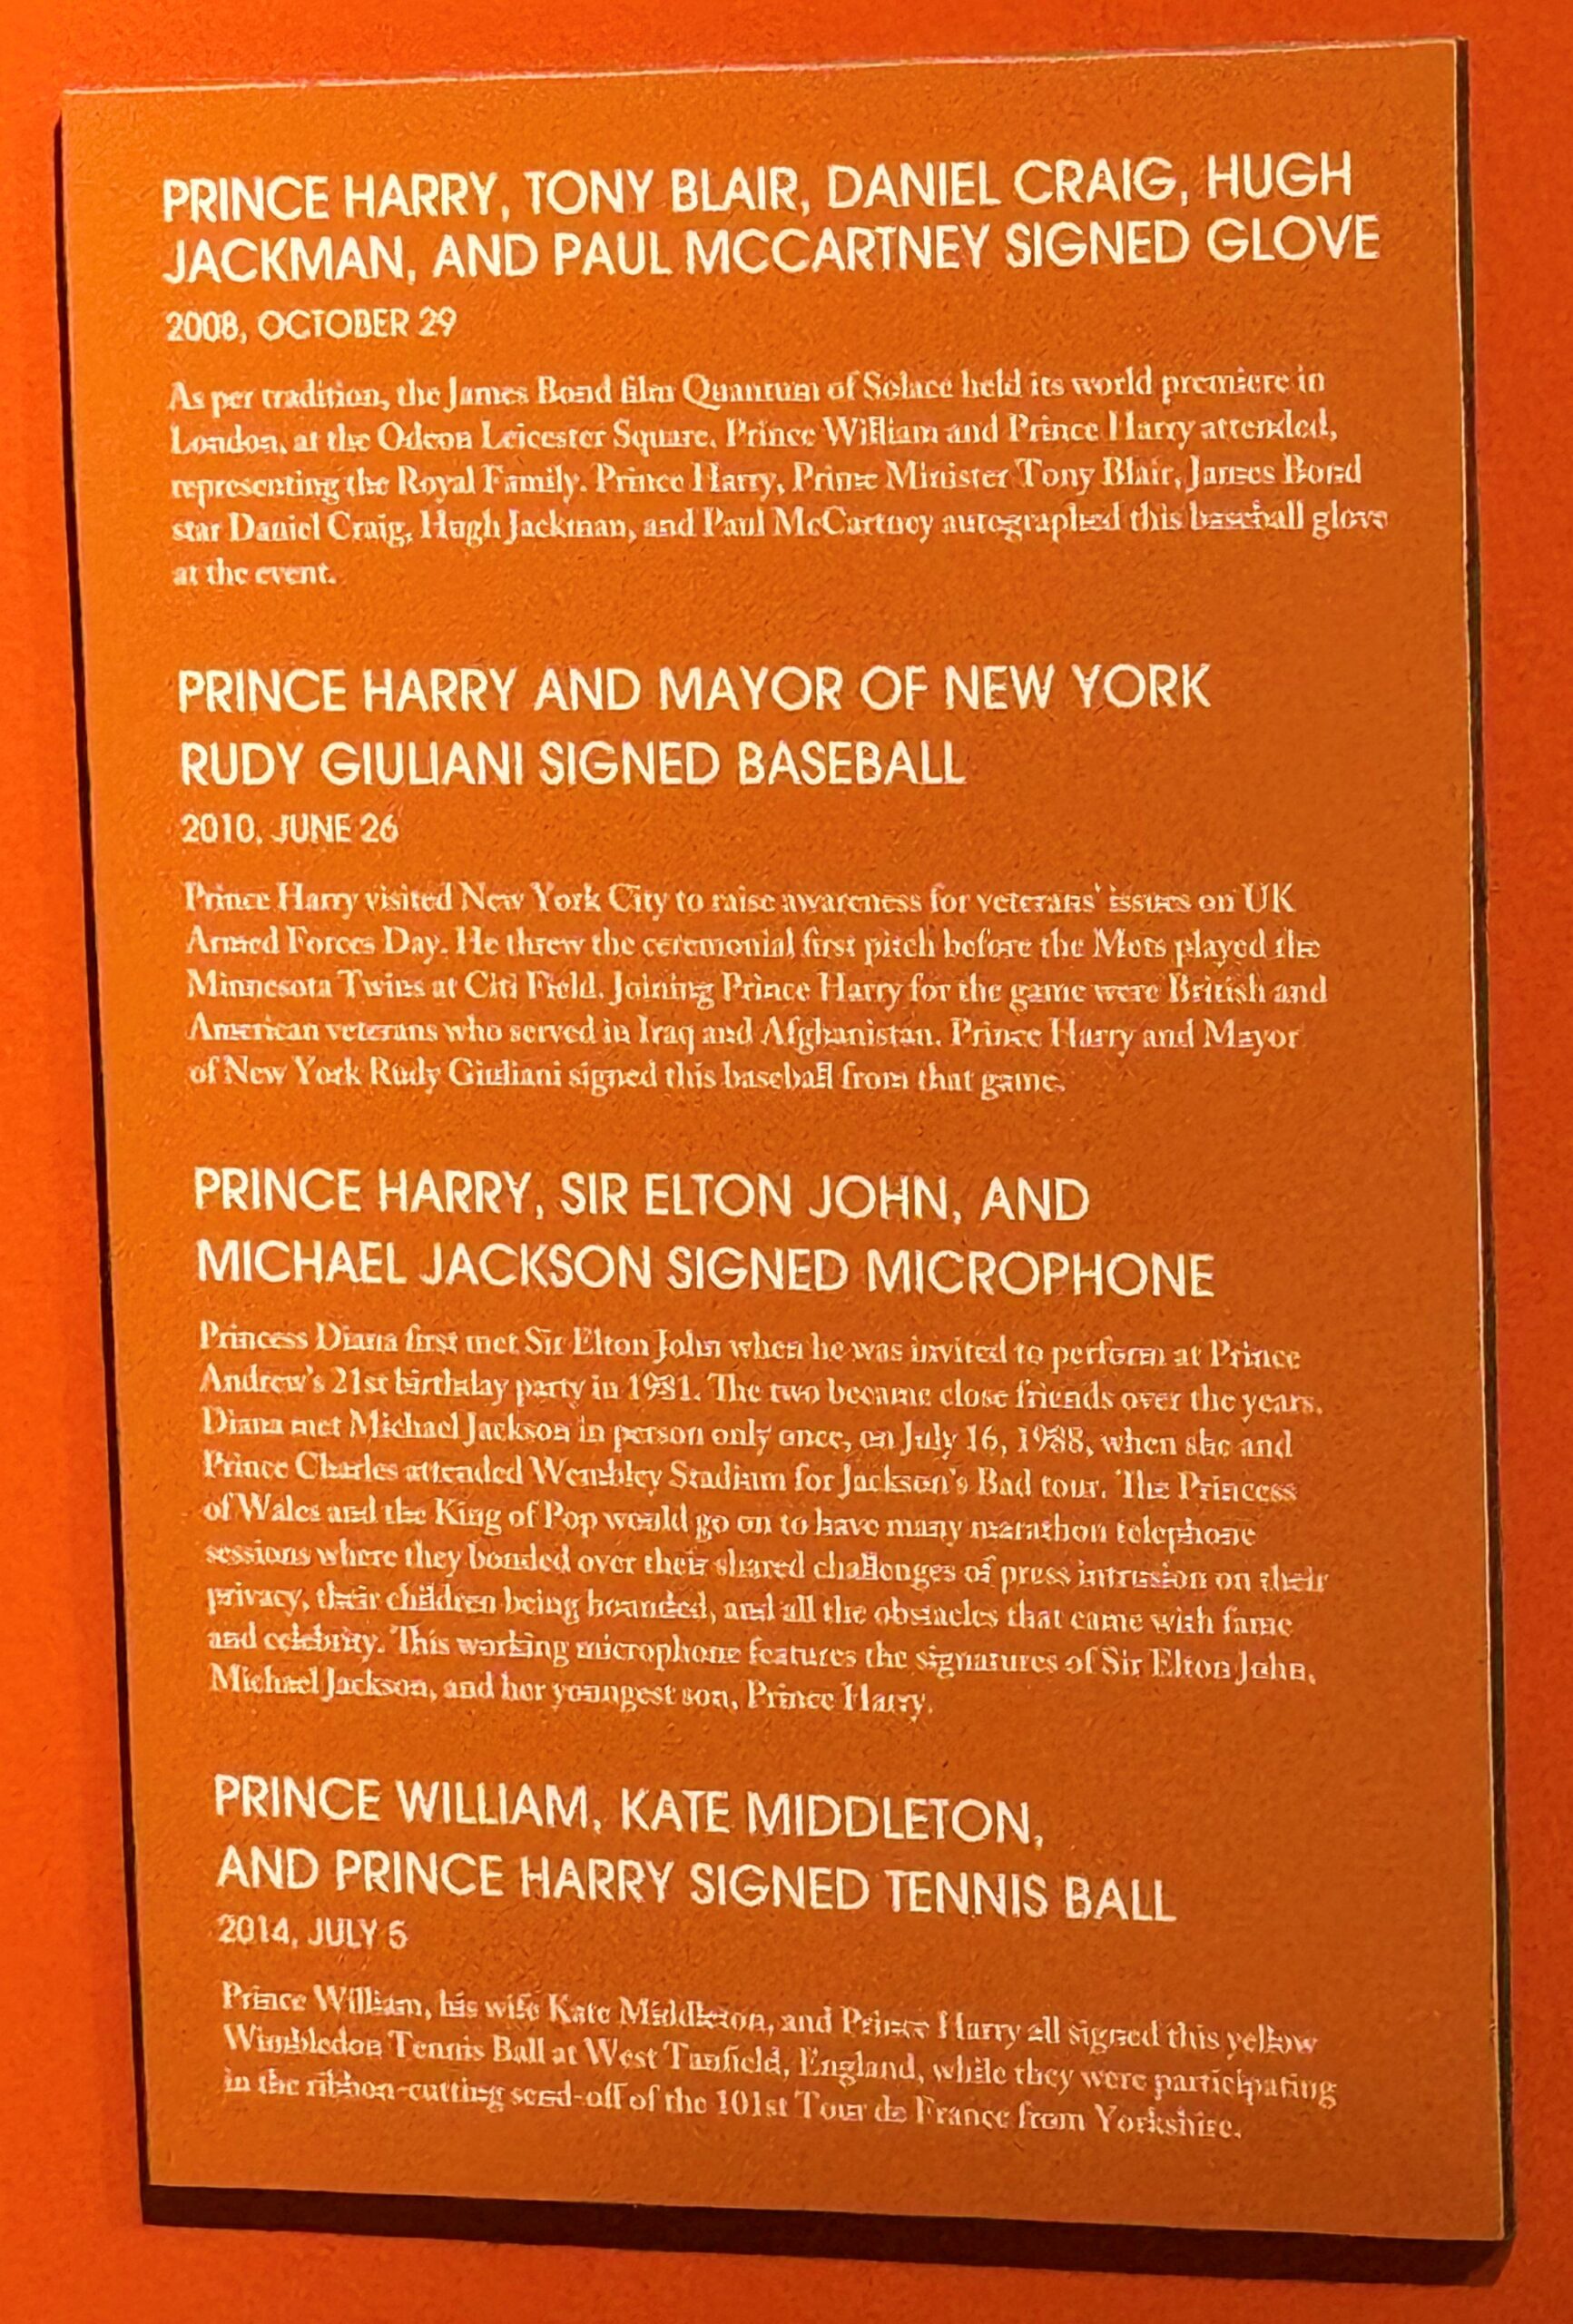 PRINCE HARRY, TONY BLAIR, DANIEL CRAIG, HUGH
JACKMAN, AND PAUL MCCARTNEY SIGNED GLOVE
2008, OCTOBER 29
As per tradition, the James Bond film Quantum of Solace held its world premiere in
London, at the Odeon Leicester Square. Prince William and Prince Harry attended,
representing the Royal Family. Prince Harry, Prime Minister Tony Blair, James Bond
star Daniel Craig, Hugh Jackman, and Paul McCartney autographed this baseball glove
at the event.
PRINCE HARRY AND MAYOR OF NEW YORK
RUDY GIULIANI SIGNED BASEBALL
2010, JUNE 26
Prince Harry visited New York City to raise awareness for veterans' issues on UK
Armed Forces Day. He threw the ceremonial first pitch before the Mets played the
Minnesota Twins at Citi Field. Joining Prince Harry for the game were British and
American veterans who served in Iraq and Afghanistan. Prince Harry and Mayor
of New York Rudy Giuliani signed this baseball from that game.
PRINCE HARRY, SIR ELTON JOHN, AND
MICHAEL JACKSON SIGNED MICROPHONE
Princess Diana first met Sir Elton John when he was invited to perform at Prince
Andrew's 21st birthday party in 1981. The two became close friends over the years.
Diana met Michael Jackson in person only once, on July 16, 1988, when she and
Prince Charles attended Wembley Stadium for Jackson's Bad tour. The Princess
of Wales and the King of Pop would go on to have many marathon telephone
sessions where they bonded over their shared challenges of press intrusion on their
privacy, their children being hounded, and all the obstacles that came with fame
and celebrity. This working microphone features the signatures of Sir Elton John,
Michael Jackson, and her youngest son, Prince Harry.
PRINCE WILLIAM, KATE MIDDLETON,
AND PRINCE HARRY SIGNED TENNIS BALL
2014, JULY 5
Prince William, his wife Kate Middleton, and Prince Harry all signed this yellow
Wimbledon Tennis Ball at West Tanfield, England, while they were participating
in the ribbon-cutting send-off of the 101st Tour de France from Yorkshire.